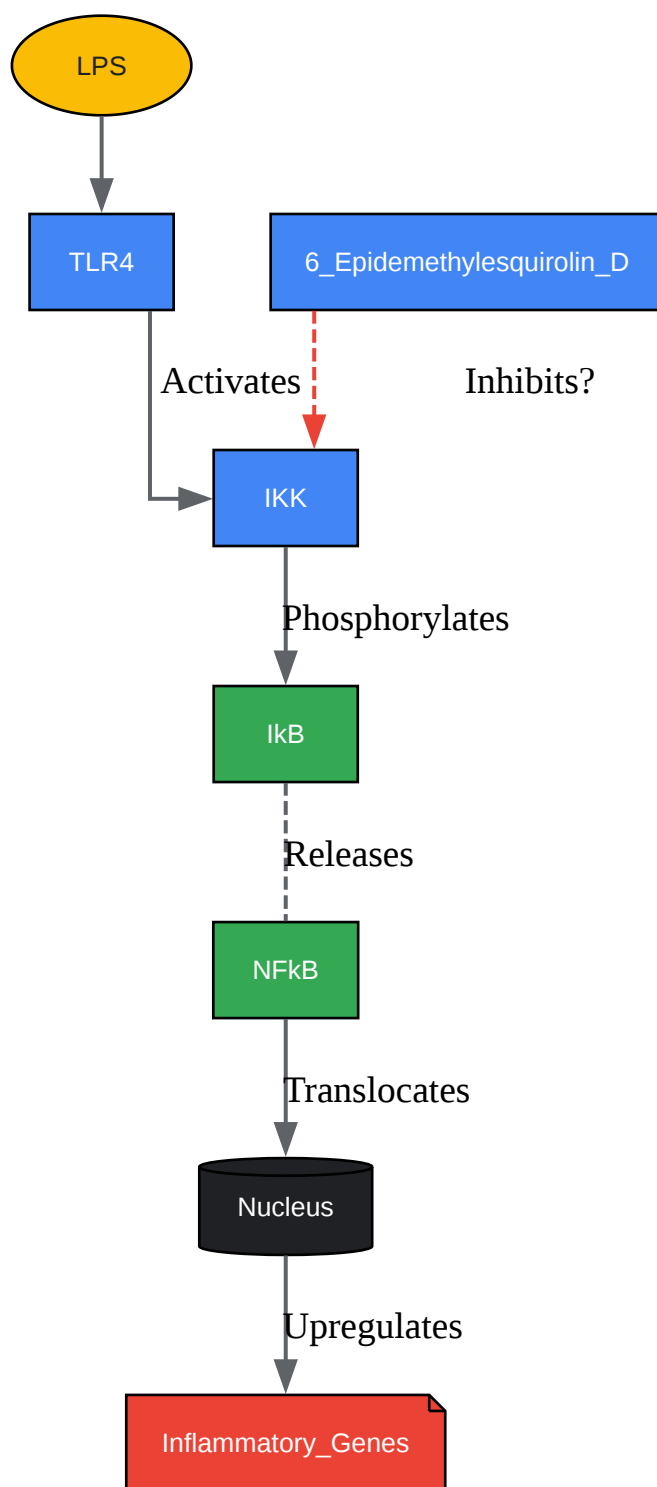 LPS
TLR4
6_Epidemethylesquirolin_D
Activates
Inhibits?
IKK
Phosphorylates
IkB
Releases
NFkB
Translocates
Nucleus
Upregulates
Inflammatory_Genes